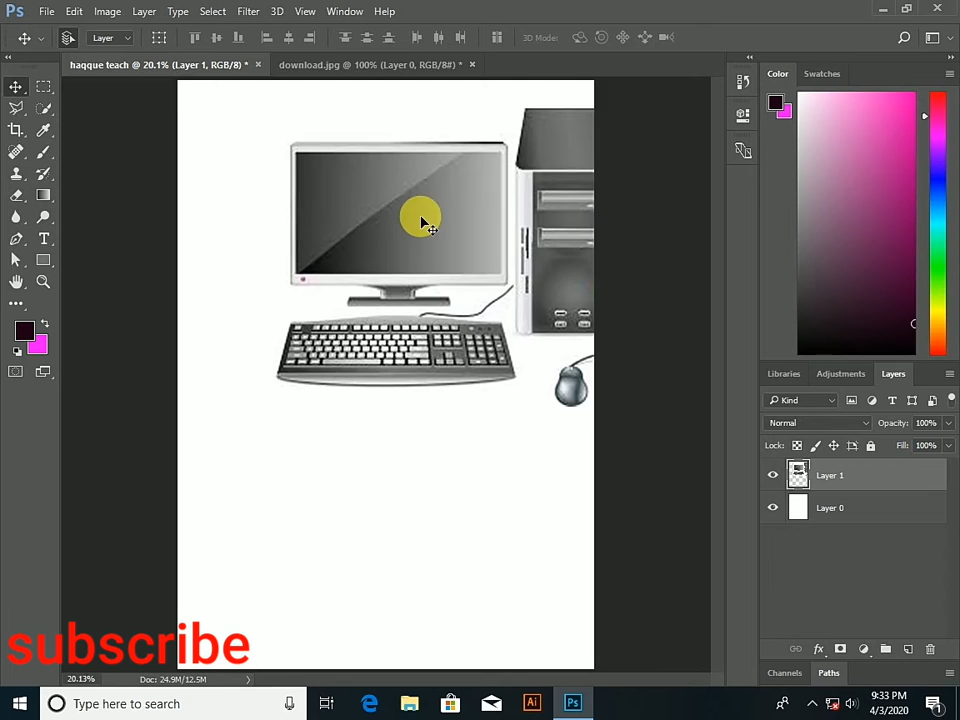 Ps File Edit Image Layer Type Select Filter 3D View Window Help
Layer 3D Mode:
haqque teach @ 20.1% (Layer 1, RGB/8) * × download.jpg @ 100% (Layer 0, RGB/8#) * ×
Color Swatches
Libraries Adjustments Layers
Kind
Normal Opacity: 100%
Lock: Fill: 100%
Layer 1
Layer 0
subscribe
Channels Paths
20.13% Doc: 24.9M/12.5M
Type here to search
Ai Ps
9:33 PM
4/3/2020
1